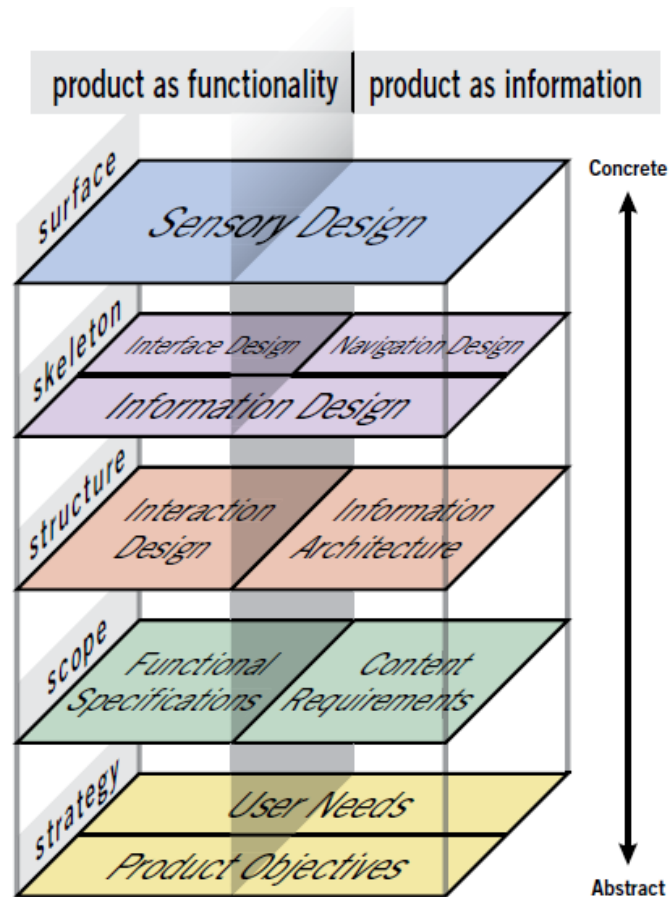 product as functionality
product as information
Concrete
surface
Sensory Design
skeleton
Interface Design
Navigation Design
Information Design
structure
Interaction
Design
Information
Architecture
scope
Functional
Specifications
Content
Requirements
strategy
User Needs
Product Objectives
Abstract